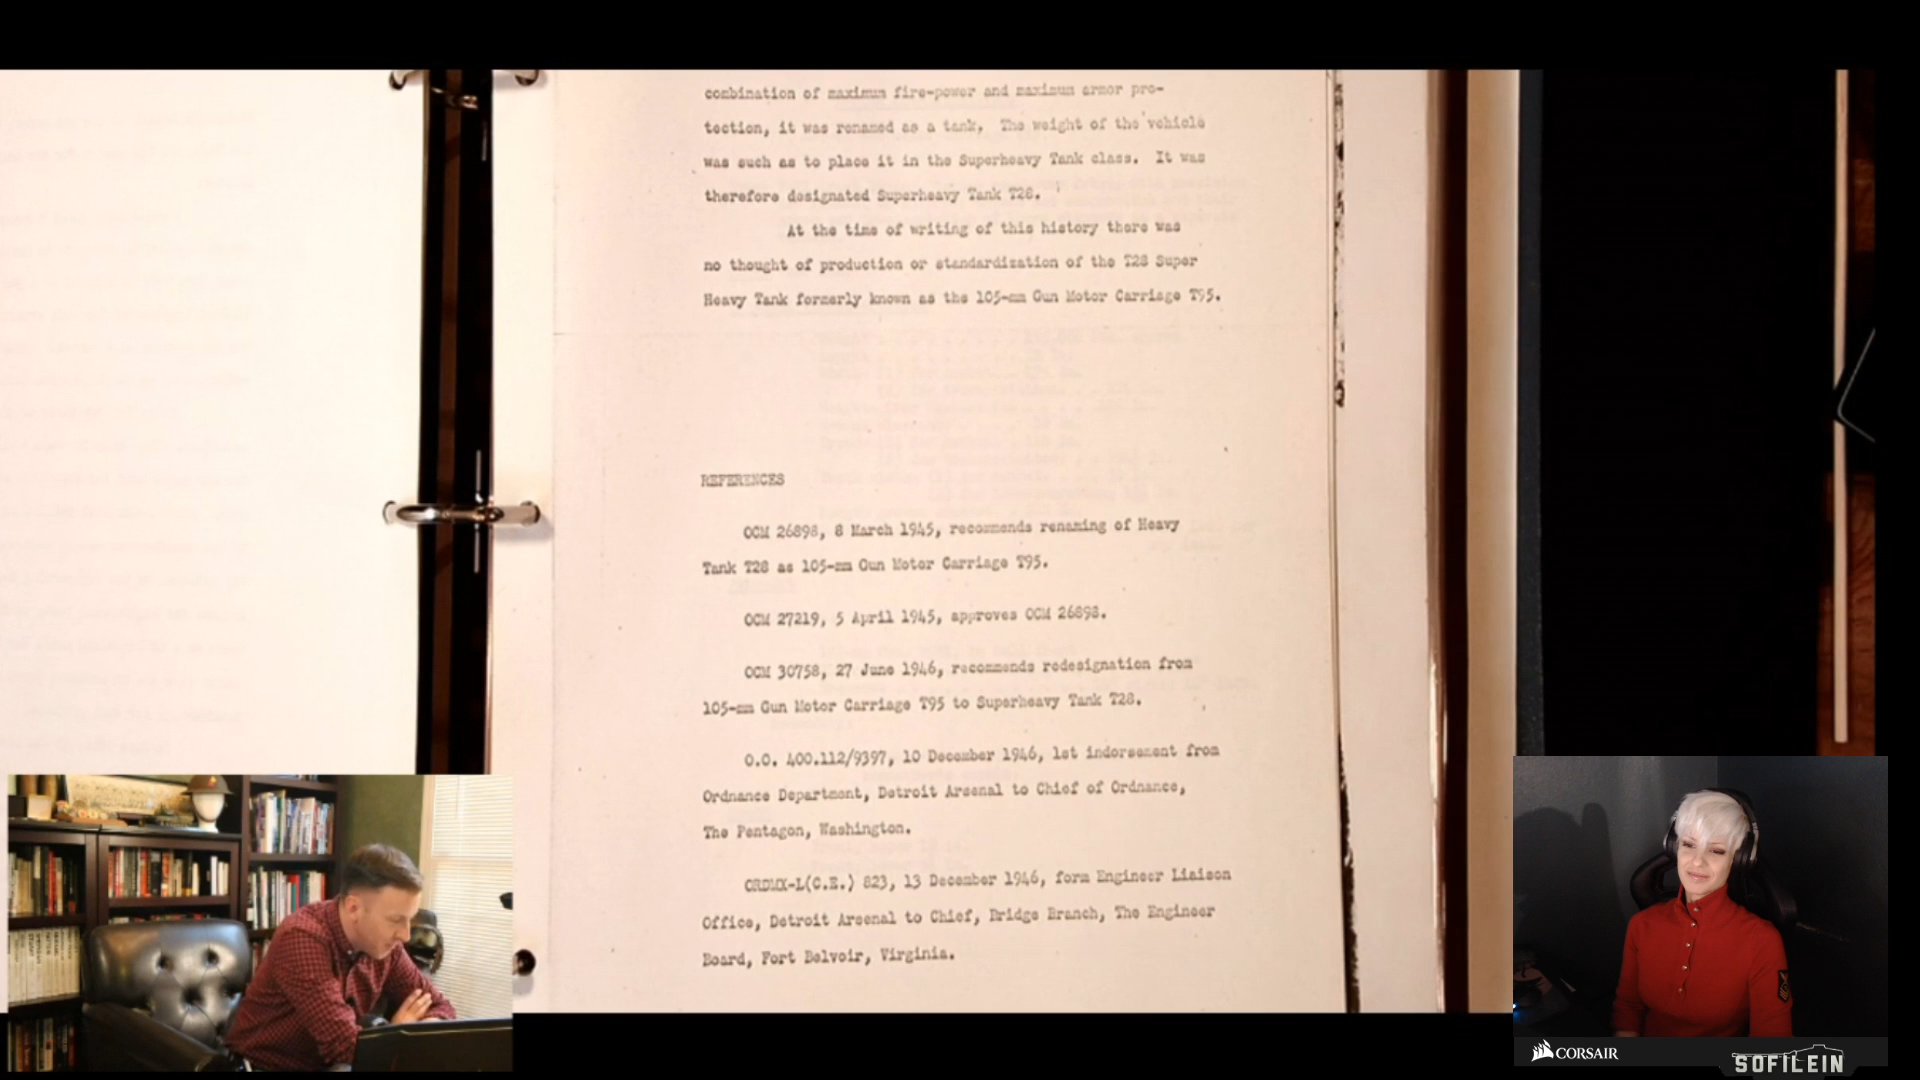 combination of maximum fire-power and maximum armor pro-
tection, it was renamed as a tank. The weight of the vehicle
was such as to place it in the Superheavy Tank class. It was
therefore designated Superheavy Tank T28.
At the time of writing of this history there was
no thought of production or standardization of the T28 Super
Heavy Tank formerly known as the 105-mm Gun Motor Carriage T95.
REFERENCES
OCM 26898, 8 March 1945, recommends renaming of Heavy
Tank T28 as 105-mm Gun Motor Carriage T95.
OCM 27219, 5 April 1945, approves OCM 26898.
OCM 30758, 27 June 1946, recommends redesignation from
105-mm Gun Motor Carriage T95 to Superheavy Tank T28.
O.O. 400.112/9397, 10 December 1946, 1st indorsement from
Ordnance Department, Detroit Arsenal to Chief of Ordnance,
The Pentagon, Washington.
CRDMX-L(C.E.) 823, 13 December 1946, form Engineer Liaison
Office, Detroit Arsenal to Chief, Bridge Branch, The Engineer
Board, Fort Belvoir, Virginia.
CORSAIR
SOFILEIN